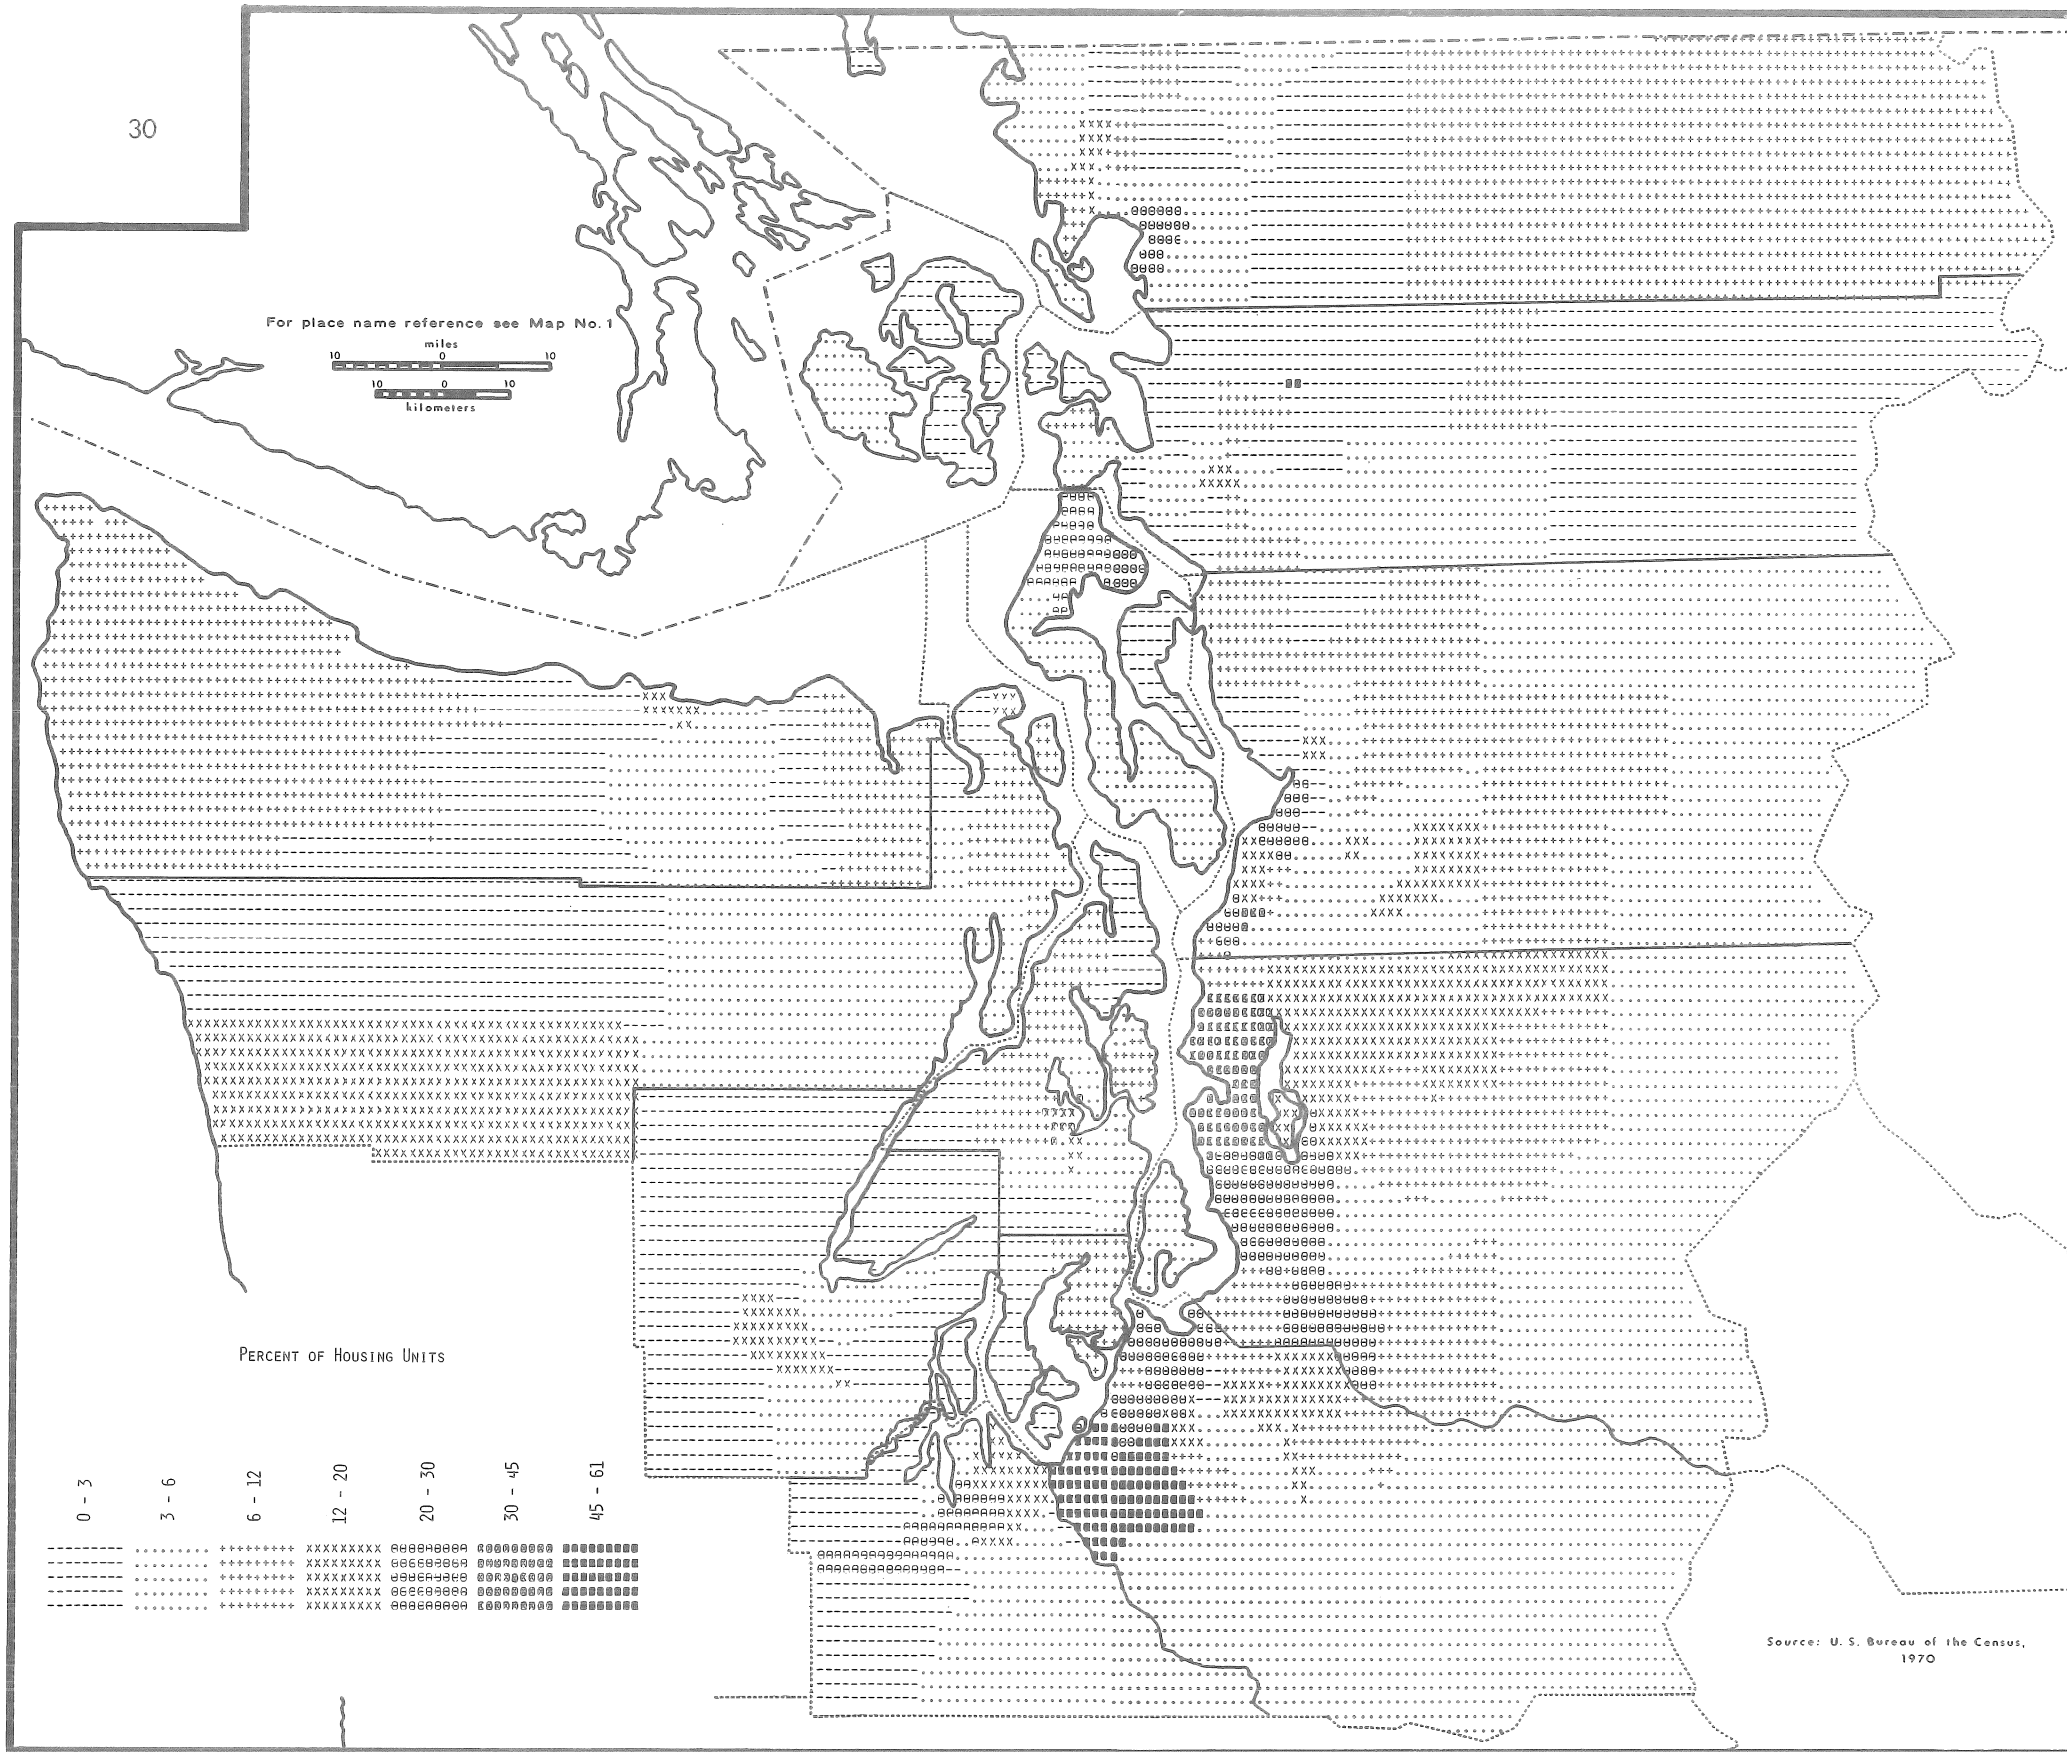 30
For place name reference see Map No. 1
miles
10 0 10
10 0 10
kilometers
PERCENT OF HOUSING UNITS
0 - 3
3 - 6
6 - 12
12 - 20
20 - 30
30 - 45
45 - 61
Source: U. S. Bureau of the Census,
1970